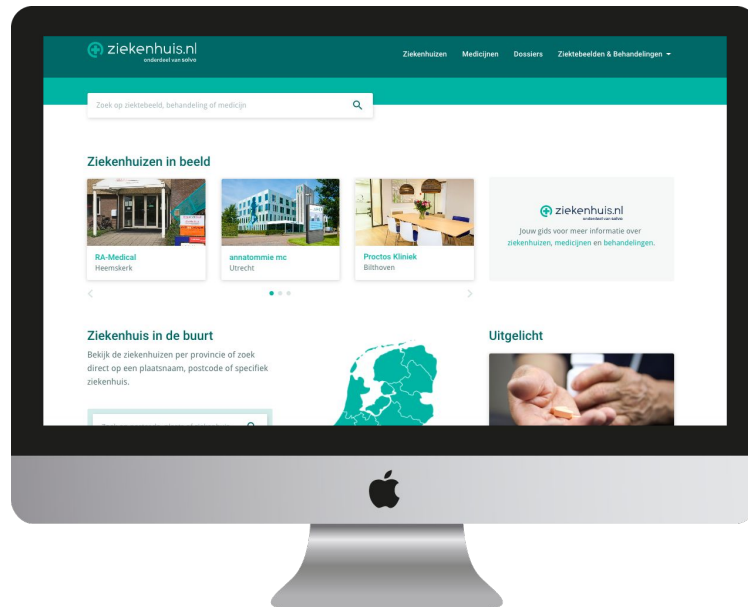 ziekenhuis.nl
onderdeel van solvo
Ziekenhuizen
Medicijnen
Dossiers
Ziektebeelden & Behandelingen
Zoek op ziektebeeld, behandeling of medicijn
Ziekenhuizen in beeld
RA-Medical
Heemskerk
annatommie mc
Utrecht
Proctos Kliniek
Bilthoven
ziekenhuis.nl
onderdeel van solvo
Jouw gids voor meer informatie over
ziekenhuizen, medicijnen en behandelingen.
Ziekenhuis in de buurt
Bekijk de ziekenhuizen per provincie of zoek
direct op een plaatsnaam, postcode of specifiek
ziekenhuis.
Uitgelicht